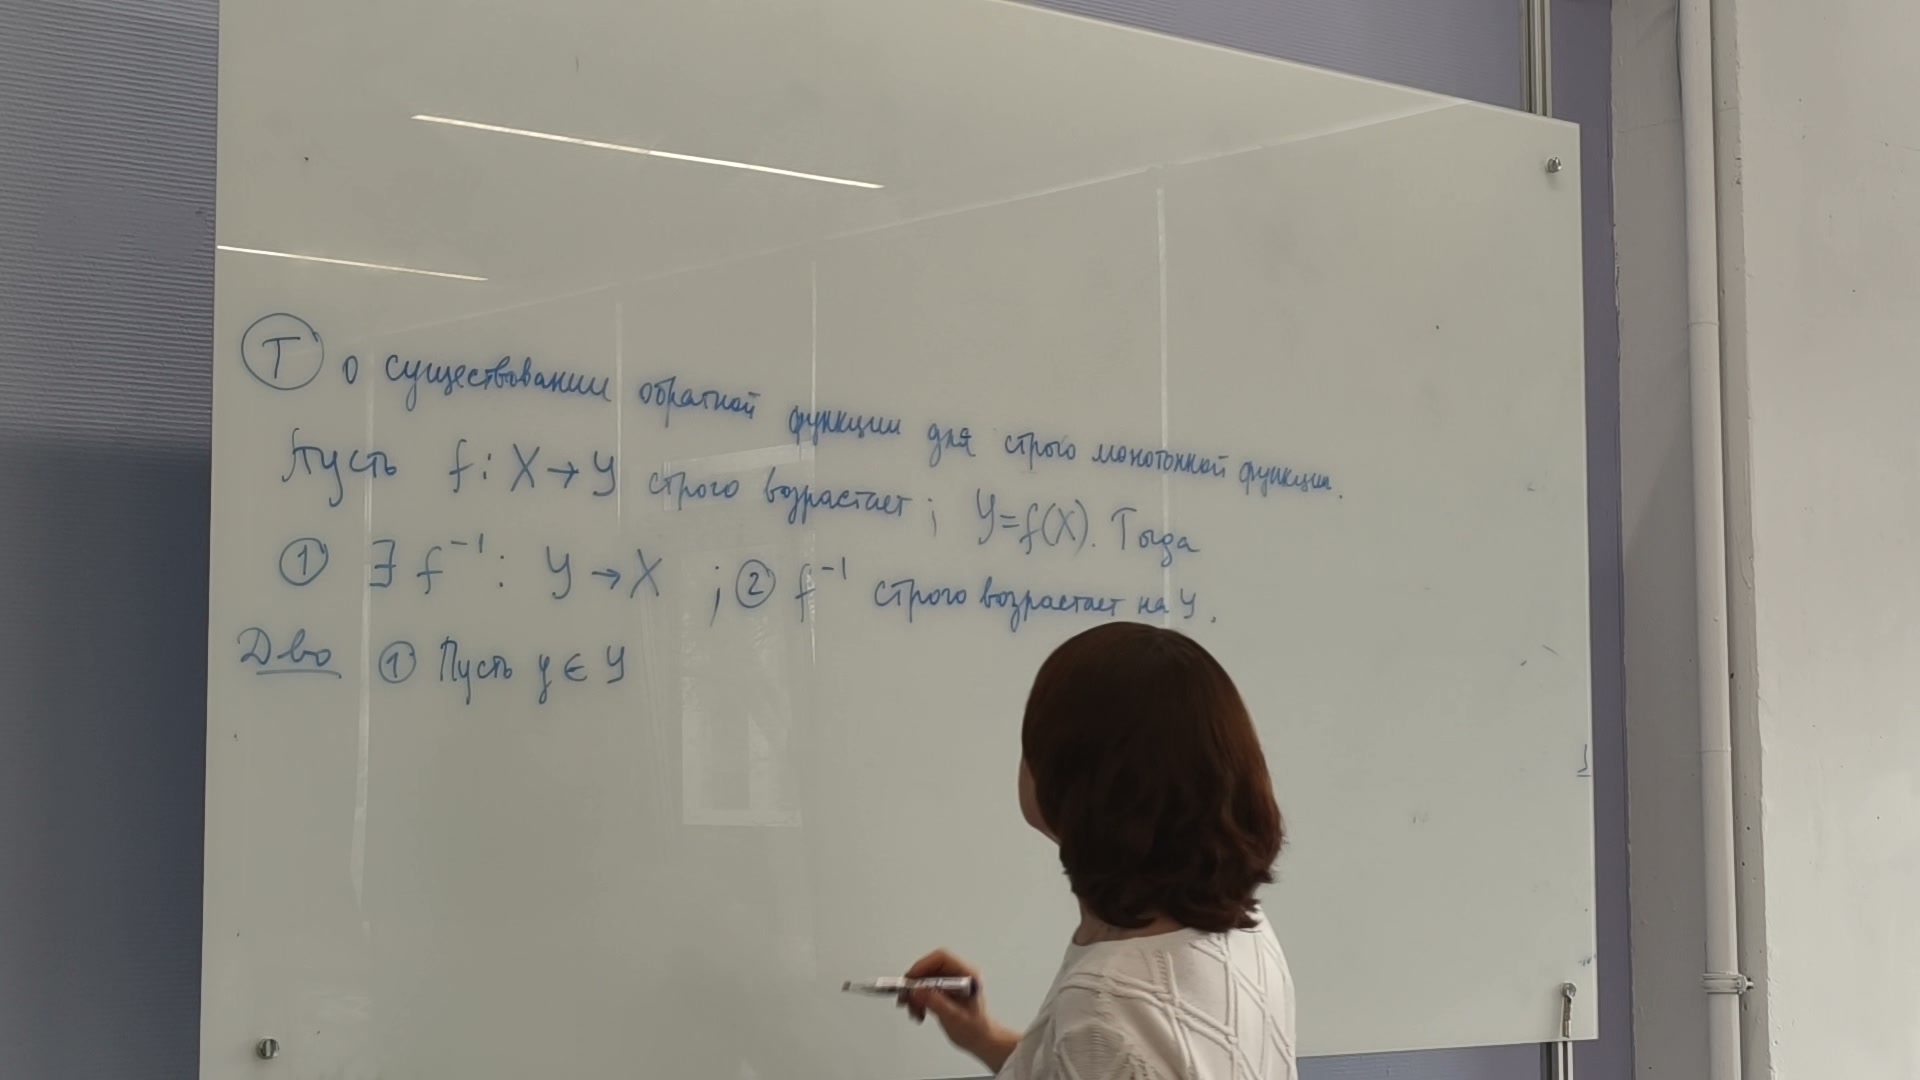 Т о существовании обратной функции для строго монотонной функции.
Пусть f: X → Y строго возрастает; Y=f(X). Тогда
① ∃ f⁻¹: Y → X ; ② f⁻¹ строго возрастает на Y.
Д-во ① Пусть y ∈ Y